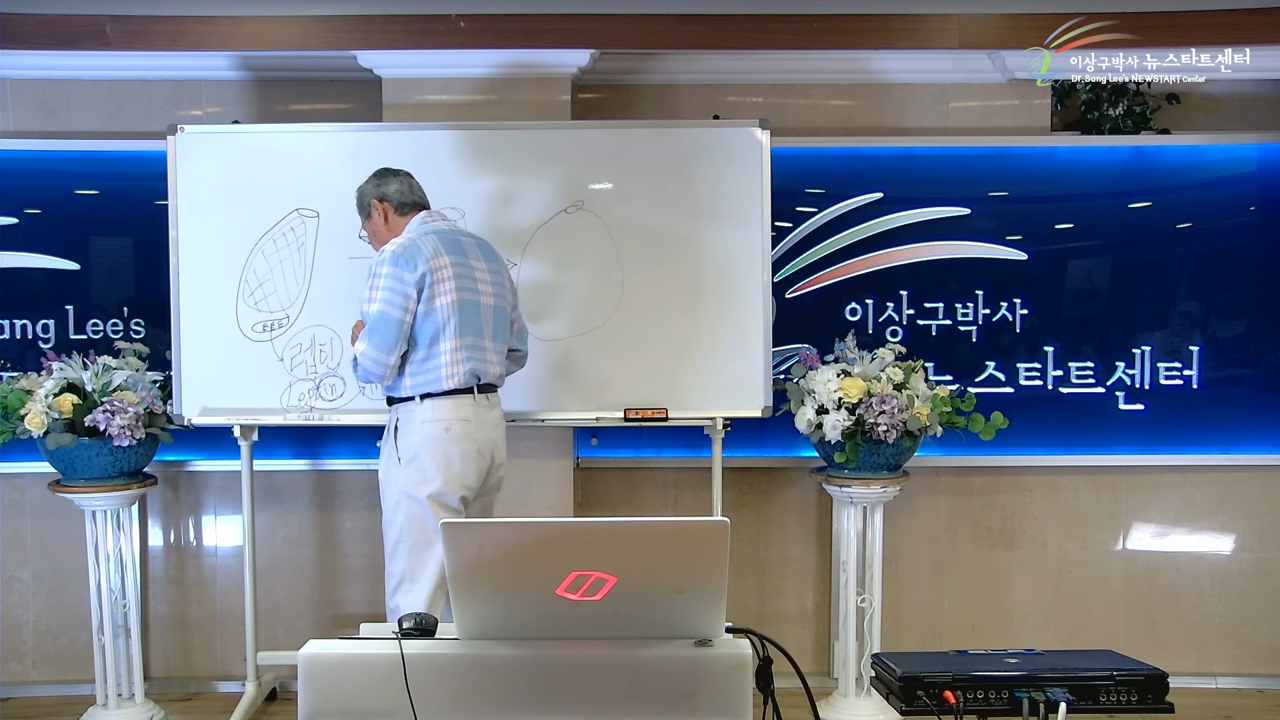 이상구박사 뉴스타트센터
Dr. Sang Lee's NEWSTART Center
ang Lee's
이상구박사
뉴스타트센터
렙틴
Leptin